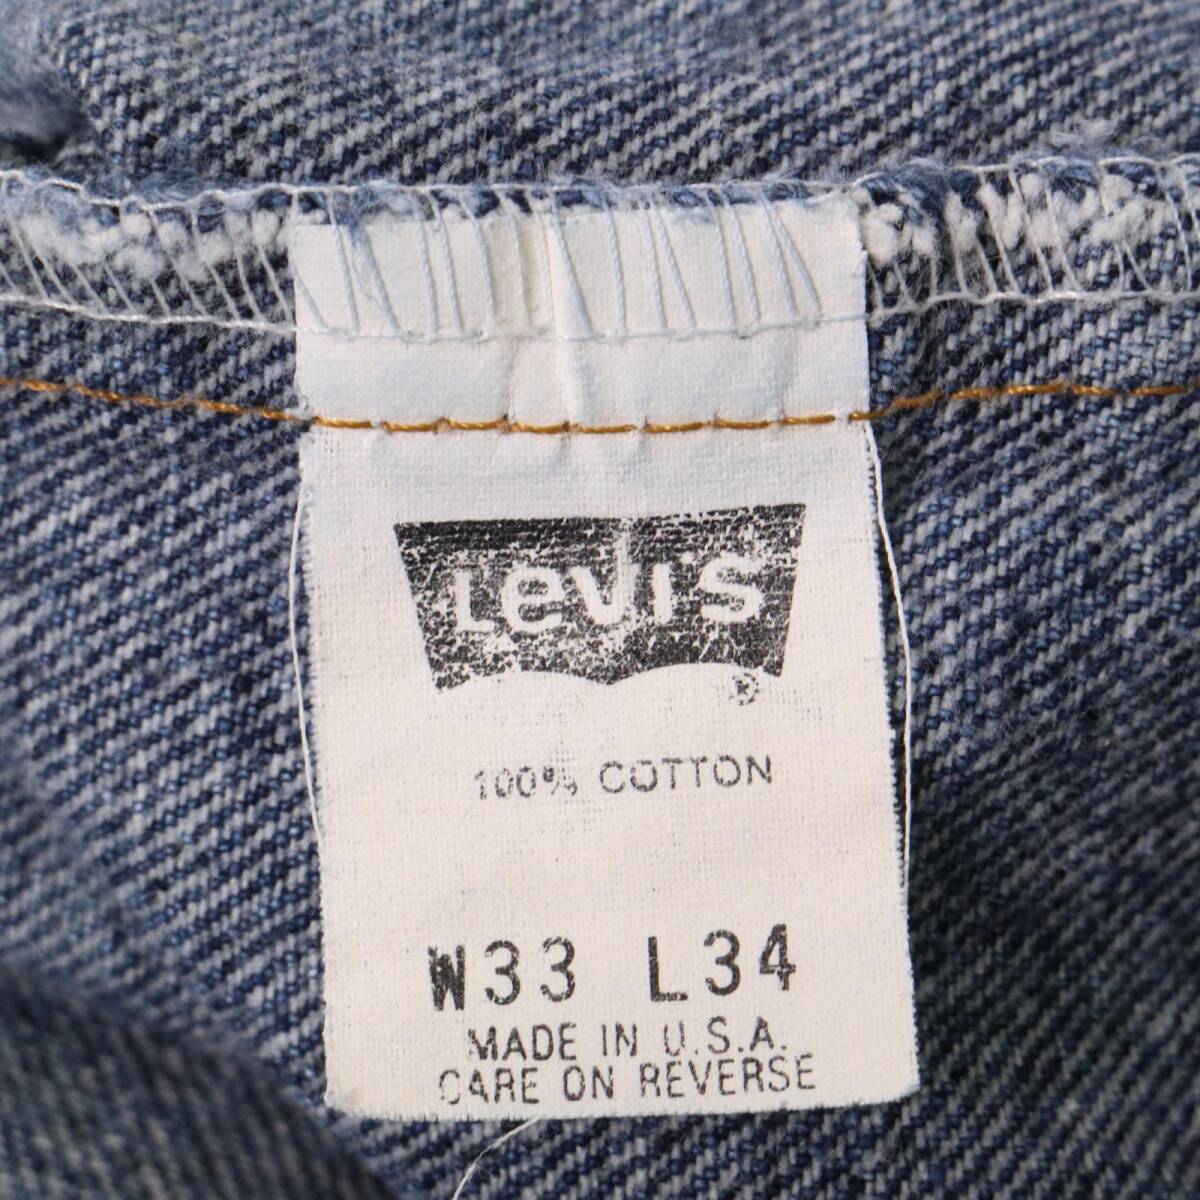 Levi's
®
100% COTTON
W33 L34
MADE IN U.S.A.
CARE ON REVERSE